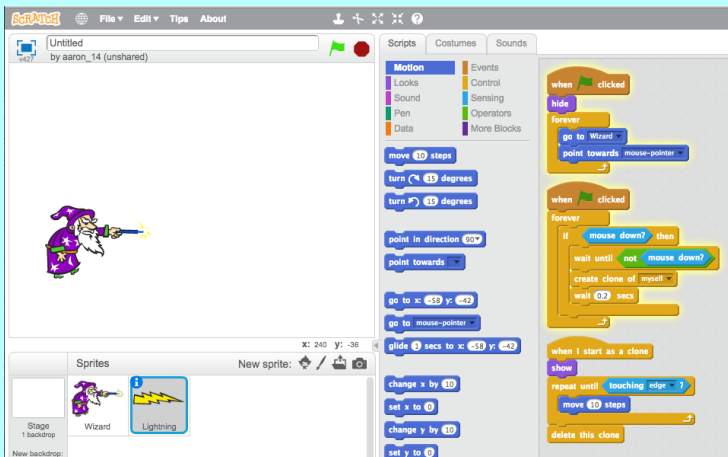 SCRATCH File▼ Edit▼ Tips About
Untitled
v427 by aaron_14 (unshared)
X: 240 y: -36
Sprites New sprite:
Stage
1 backdrop
New backdrop:
Wizard
Lightning
Scripts Costumes Sounds
Motion Events
Looks Control
Sound Sensing
Pen Operators
Data More Blocks
move 10 steps
turn 15 degrees
turn 15 degrees
point in direction 90▼
point towards
go to x: -58 y: -42
go to mouse-pointer
glide 1 secs to x: -58 y: -42
change x by 10
set x to 0
change y by 10
set y to 0
when clicked
hide
forever
go to Wizard
point towards mouse-pointer
when clicked
forever
if mouse down? then
wait until not mouse down?
create clone of myself
wait 0.2 secs
when I start as a clone
show
repeat until touching edge ?
move 10 steps
delete this clone